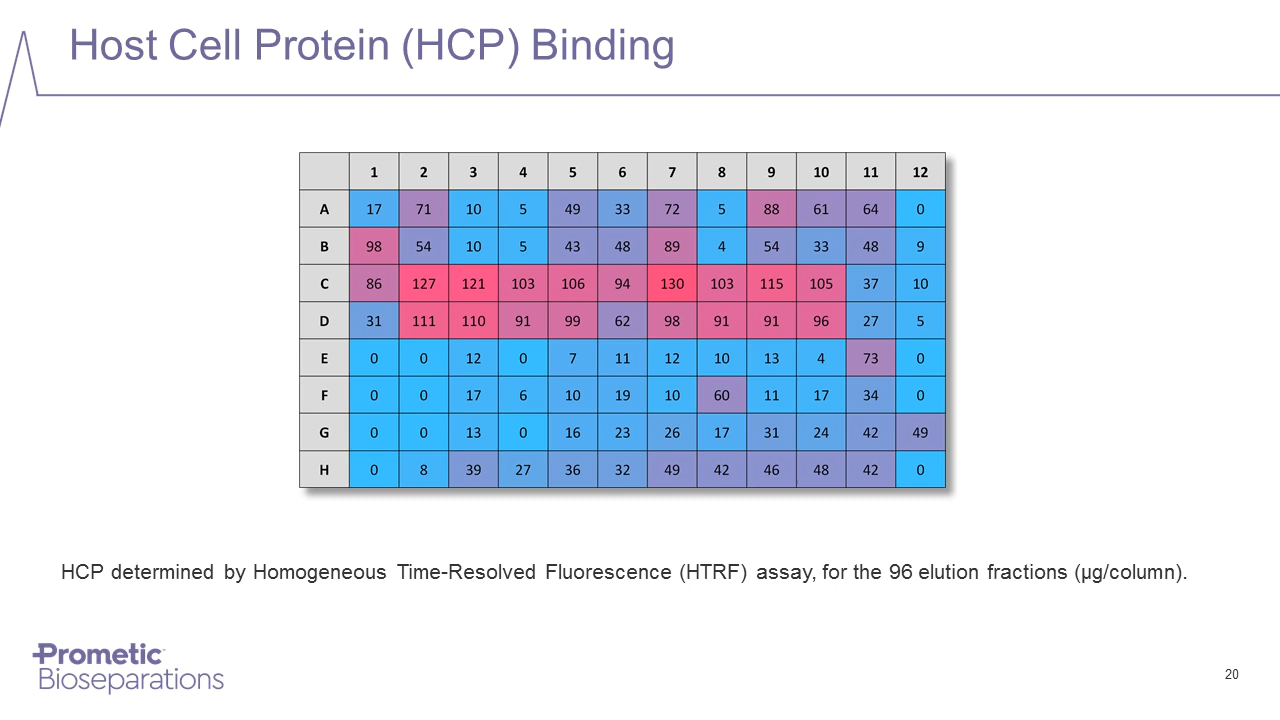 Host Cell Protein (HCP) Binding
1 2 3 4 5 6 7 8 9 10 11 12
A 17 71 10 5 49 33 72 5 88 61 64 0
B 98 54 10 5 43 48 89 4 54 33 48 9
C 86 127 121 103 106 94 130 103 115 105 37 10
D 31 111 110 91 99 62 98 91 91 96 27 5
E 0 0 12 0 7 11 12 10 13 4 73 0
F 0 0 17 6 10 19 10 60 11 17 34 0
G 0 0 13 0 16 23 26 17 31 24 42 49
H 0 8 39 27 36 32 49 42 46 48 42 0
HCP determined by Homogeneous Time-Resolved Fluorescence (HTRF) assay, for the 96 elution fractions (µg/column).
Prometic
Bioseparations
20